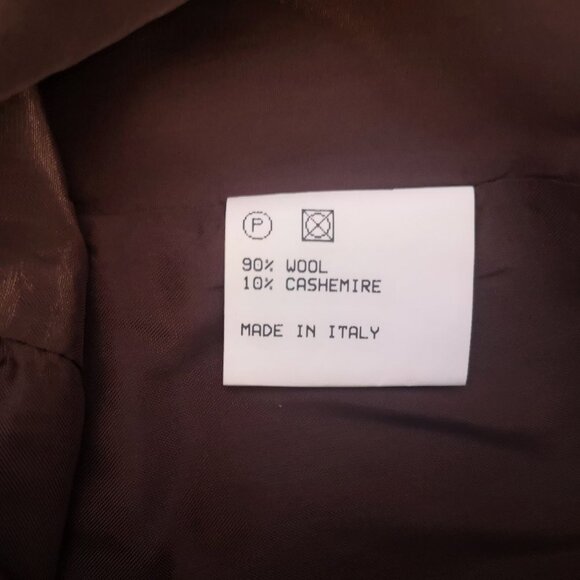 P
90% WOOL
10% CASHEMIRE
MADE IN ITALY